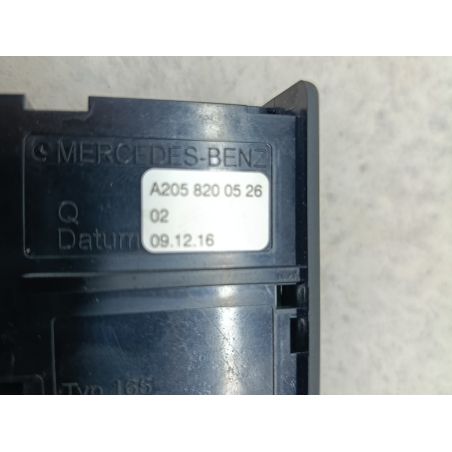 MERCEDES-BENZ
A205 820 05 26
Q 02
Datum 09.12.16
Typ 165